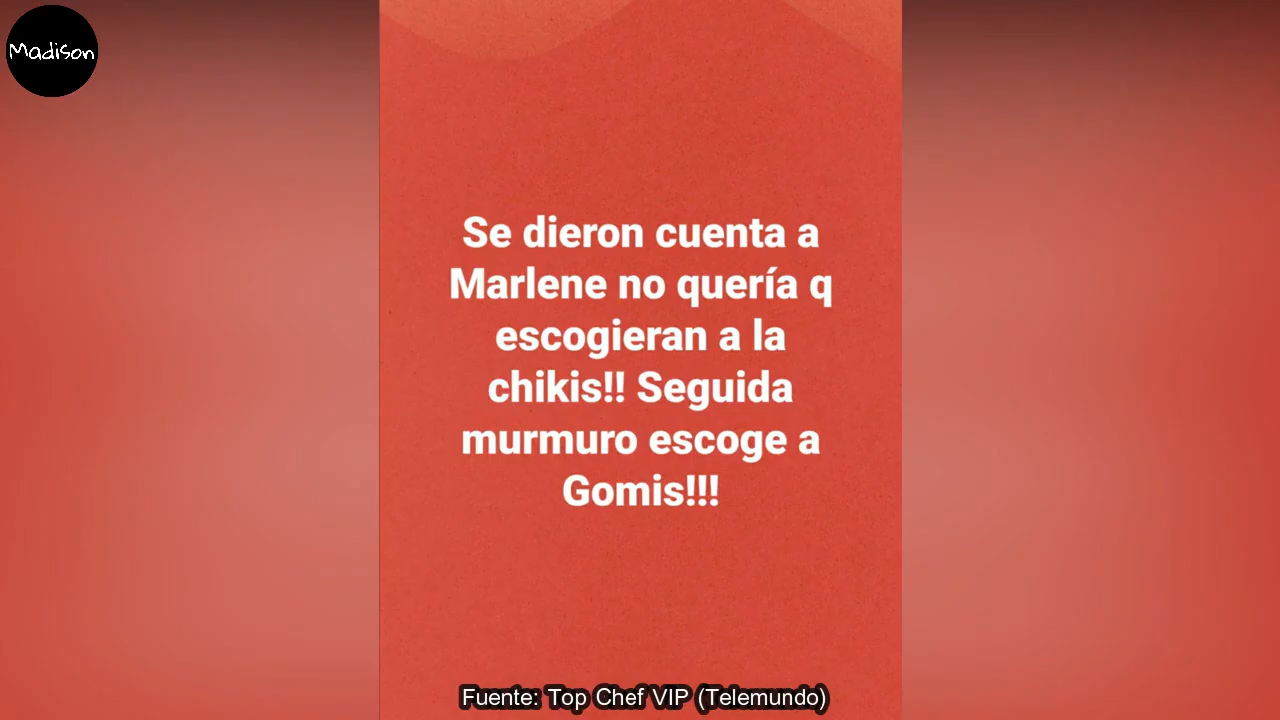 Madison
Se dieron cuenta a
Marlene no quería q
escogieran a la
chikis!! Seguida
murmuro escoge a
Gomis!!!
Fuente: Top Chef VIP (Telemundo)